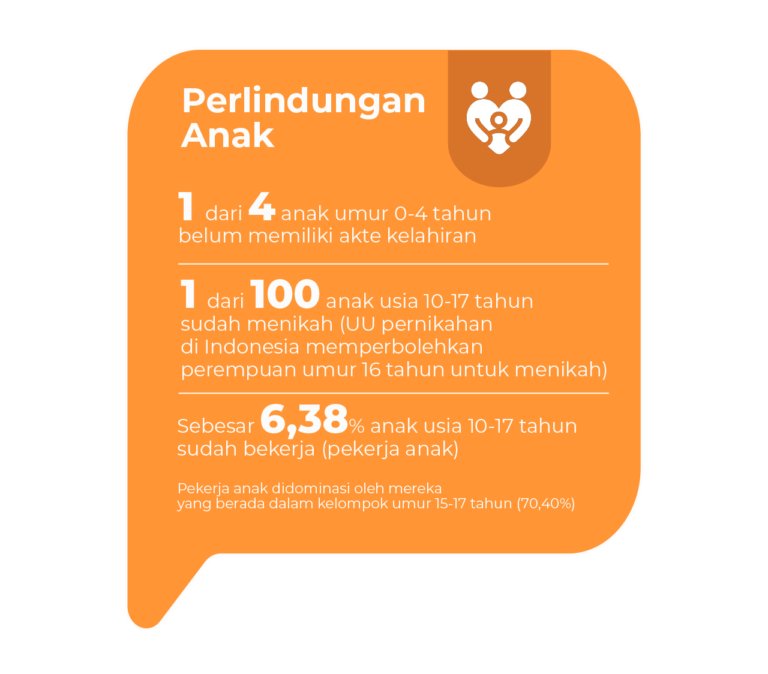 Perlindungan
Anak
1 dari 4 anak umur 0-4 tahun
belum memiliki akte kelahiran
1 dari 100 anak usia 10-17 tahun
sudah menikah (UU pernikahan
di Indonesia memperbolehkan
perempuan umur 16 tahun untuk menikah)
Sebesar 6,38% anak usia 10-17 tahun
sudah bekerja (pekerja anak)
Pekerja anak didominasi oleh mereka
yang berada dalam kelompok umur 15-17 tahun (70,40%)